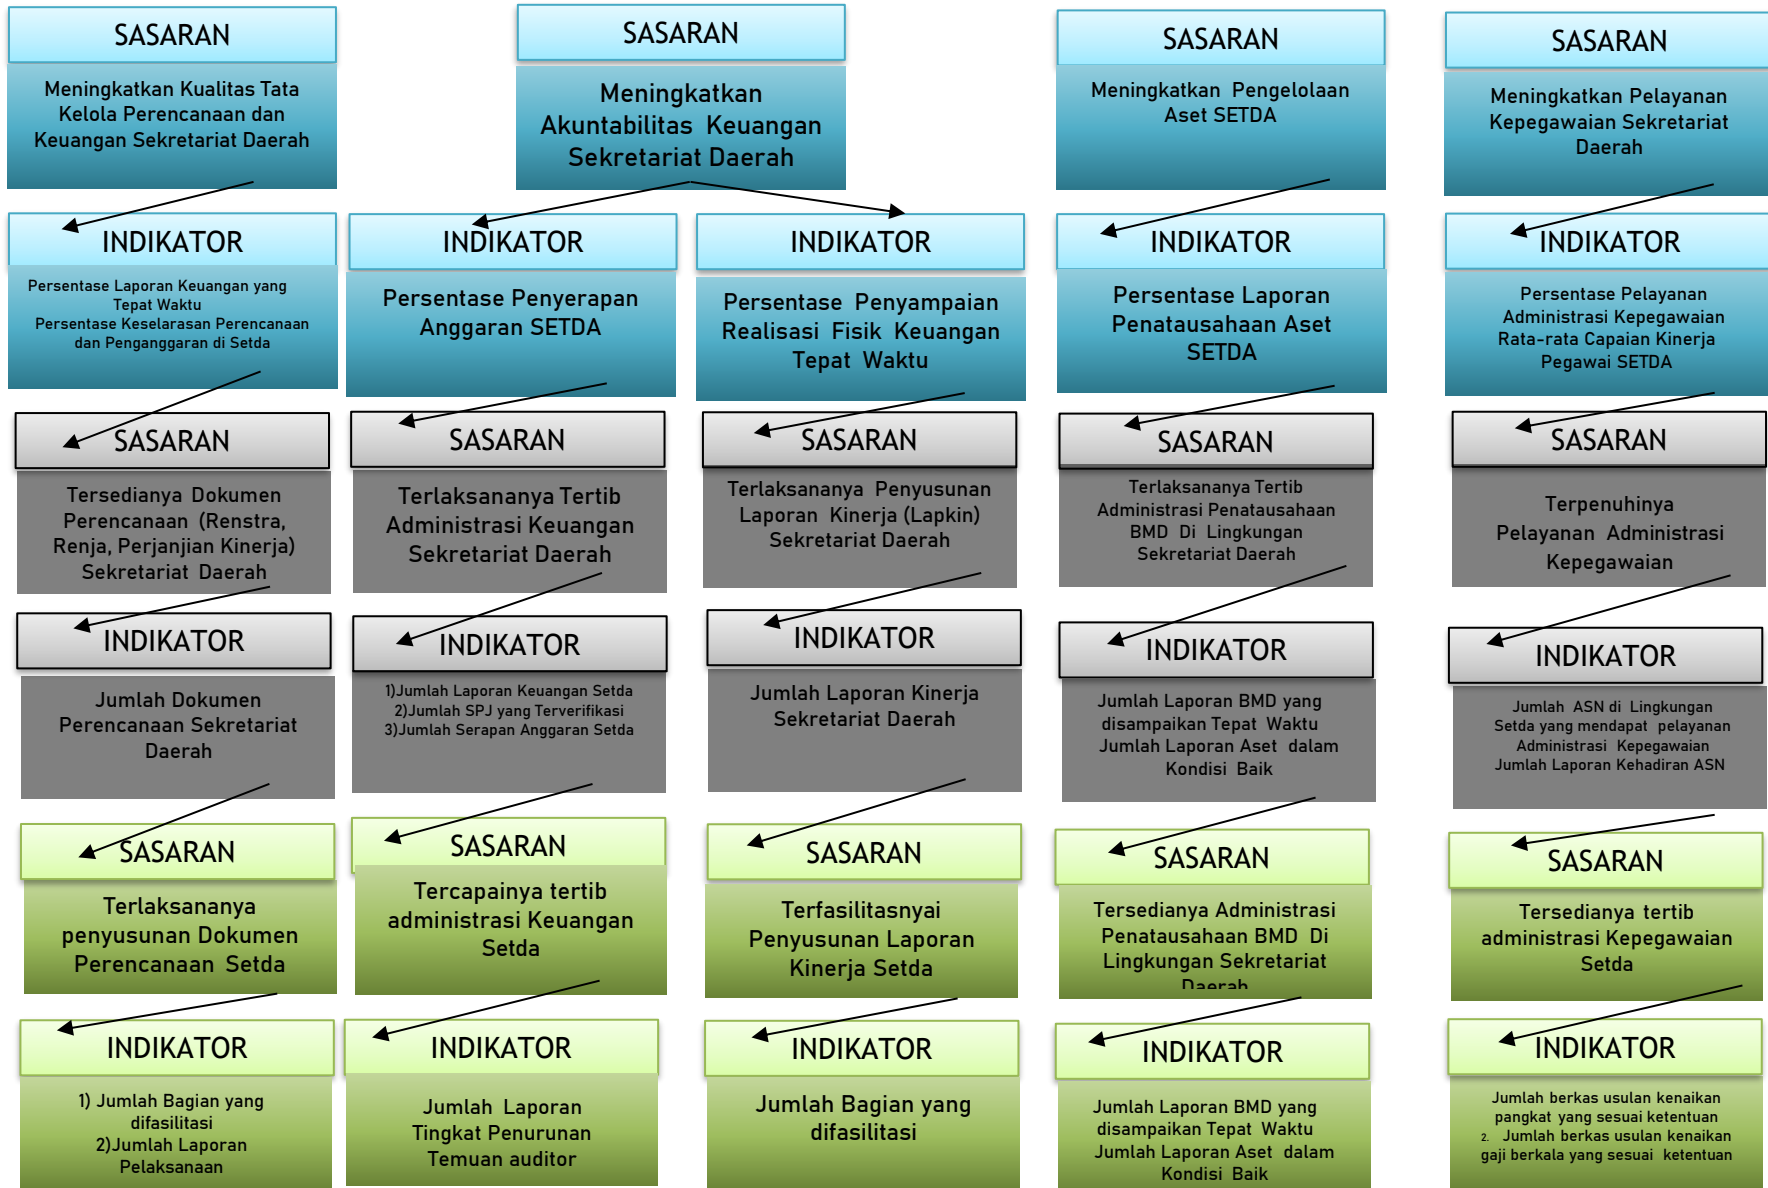 SASARAN
Meningkatkan Kualitas Tata
Kelola Perencanaan dan
Keuangan Sekretariat Daerah
SASARAN
Meningkatkan
Akuntabilitas Keuangan
Sekretariat Daerah
SASARAN
Meningkatkan Pengelolaan
Aset SETDA
SASARAN
Meningkatkan Pelayanan
Kepegawaian Sekretariat
Daerah
INDIKATOR
Persentase Laporan Keuangan yang
Tepat Waktu
Persentase Keselarasan Perencanaan
dan Penganggaran di Setda
INDIKATOR
Persentase Penyerapan
Anggaran SETDA
INDIKATOR
Persentase Penyampaian
Realisasi Fisik Keuangan
Tepat Waktu
INDIKATOR
Persentase Laporan
Penatausahaan Aset
SETDA
INDIKATOR
Persentase Pelayanan
Administrasi Kepegawaian
Rata-rata Capaian Kinerja
Pegawai SETDA
SASARAN
Tersedianya Dokumen
Perencanaan (Renstra,
Renja, Perjanjian Kinerja)
Sekretariat Daerah
SASARAN
Terlaksananya Tertib
Administrasi Keuangan
Sekretariat Daerah
SASARAN
Terlaksananya Penyusunan
Laporan Kinerja (Lapkin)
Sekretariat Daerah
SASARAN
Terlaksananya Tertib
Administrasi Penatausahaan
BMD Di Lingkungan
Sekretariat Daerah
SASARAN
Terpenuhinya
Pelayanan Administrasi
Kepegawaian
INDIKATOR
Jumlah Dokumen
Perencanaan Sekretariat
Daerah
INDIKATOR
1)Jumlah Laporan Keuangan Setda
2)Jumlah SPJ yang Terverifikasi
3)Jumlah Serapan Anggaran Setda
INDIKATOR
Jumlah Laporan Kinerja
Sekretariat Daerah
INDIKATOR
Jumlah Laporan BMD yang
disampaikan Tepat Waktu
Jumlah Laporan Aset dalam
Kondisi Baik
INDIKATOR
Jumlah ASN di Lingkungan
Setda yang mendapat pelayanan
Administrasi Kepegawaian
Jumlah Laporan Kehadiran ASN
SASARAN
Terlaksananya
penyusunan Dokumen
Perencanaan Setda
SASARAN
Tercapainya tertib
administrasi Keuangan
Setda
SASARAN
Terfasilitasnyai
Penyusunan Laporan
Kinerja Setda
SASARAN
Tersedianya Administrasi
Penatausahaan BMD Di
Lingkungan Sekretariat
Daerah
SASARAN
Tersedianya tertib
administrasi Kepegawaian
Setda
INDIKATOR
1) Jumlah Bagian yang
difasilitasi
2)Jumlah Laporan
Pelaksanaan
INDIKATOR
Jumlah Laporan
Tingkat Penurunan
Temuan auditor
INDIKATOR
Jumlah Bagian yang
difasilitasi
INDIKATOR
Jumlah Laporan BMD yang
disampaikan Tepat Waktu
Jumlah Laporan Aset dalam
Kondisi Baik
INDIKATOR
Jumlah berkas usulan kenaikan
pangkat yang sesuai ketentuan
2. Jumlah berkas usulan kenaikan
gaji berkala yang sesuai ketentuan